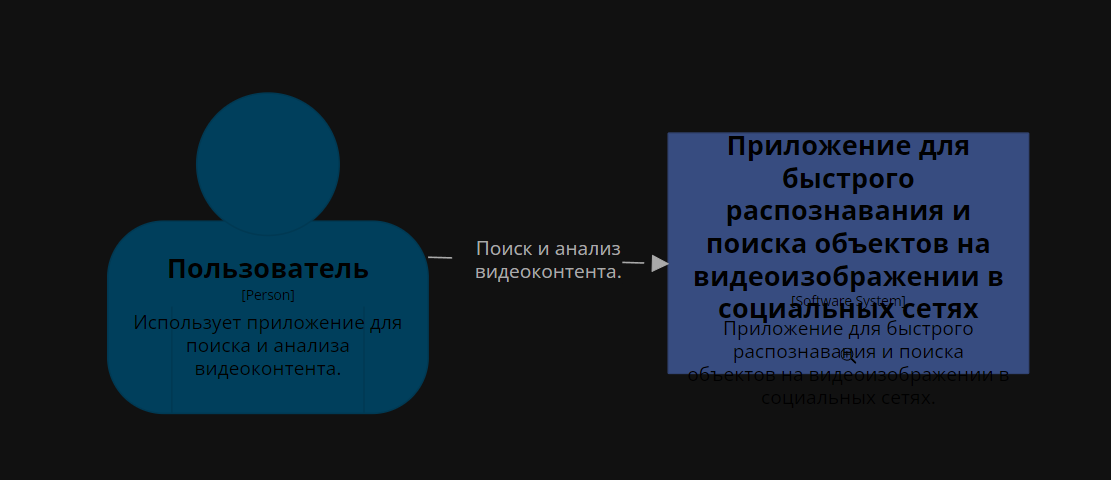 Пользователь
[Person]
Использует приложение для
поиска и анализа
видеоконтента.
Поиск и анализ
видеоконтента.
Приложение для
быстрого
распознавания и
поиска объектов на
видеоизображении в
социальных сетях
[Software System]
Приложение для быстрого
распознавания и поиска
объектов на видеоизображении в
социальных сетях.